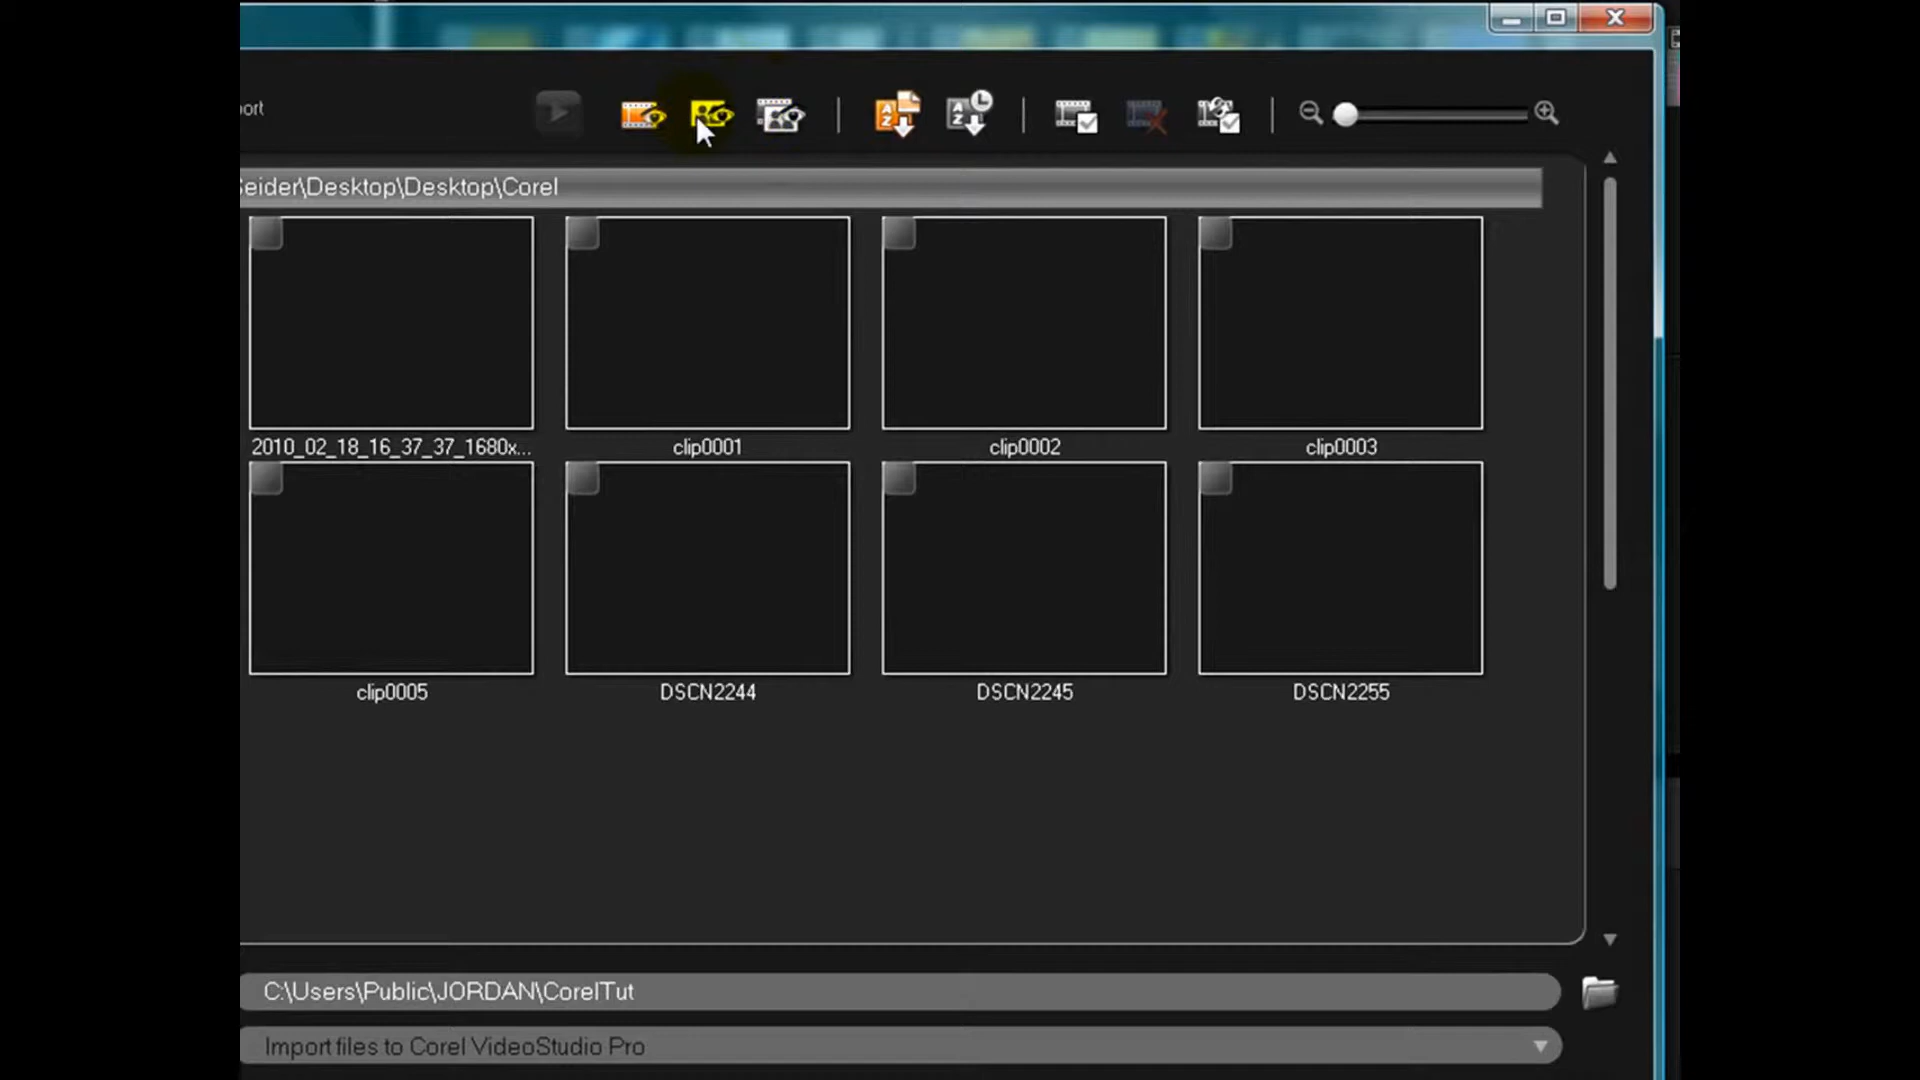 ort
Seider\Desktop\Desktop\Corel
2010_02_18_16_37_37_1680x...
clip0001
clip0002
clip0003
clip0005
DSCN2244
DSCN2245
DSCN2255
C:\Users\Public\JORDAN\CorelTut
Import files to Corel VideoStudio Pro